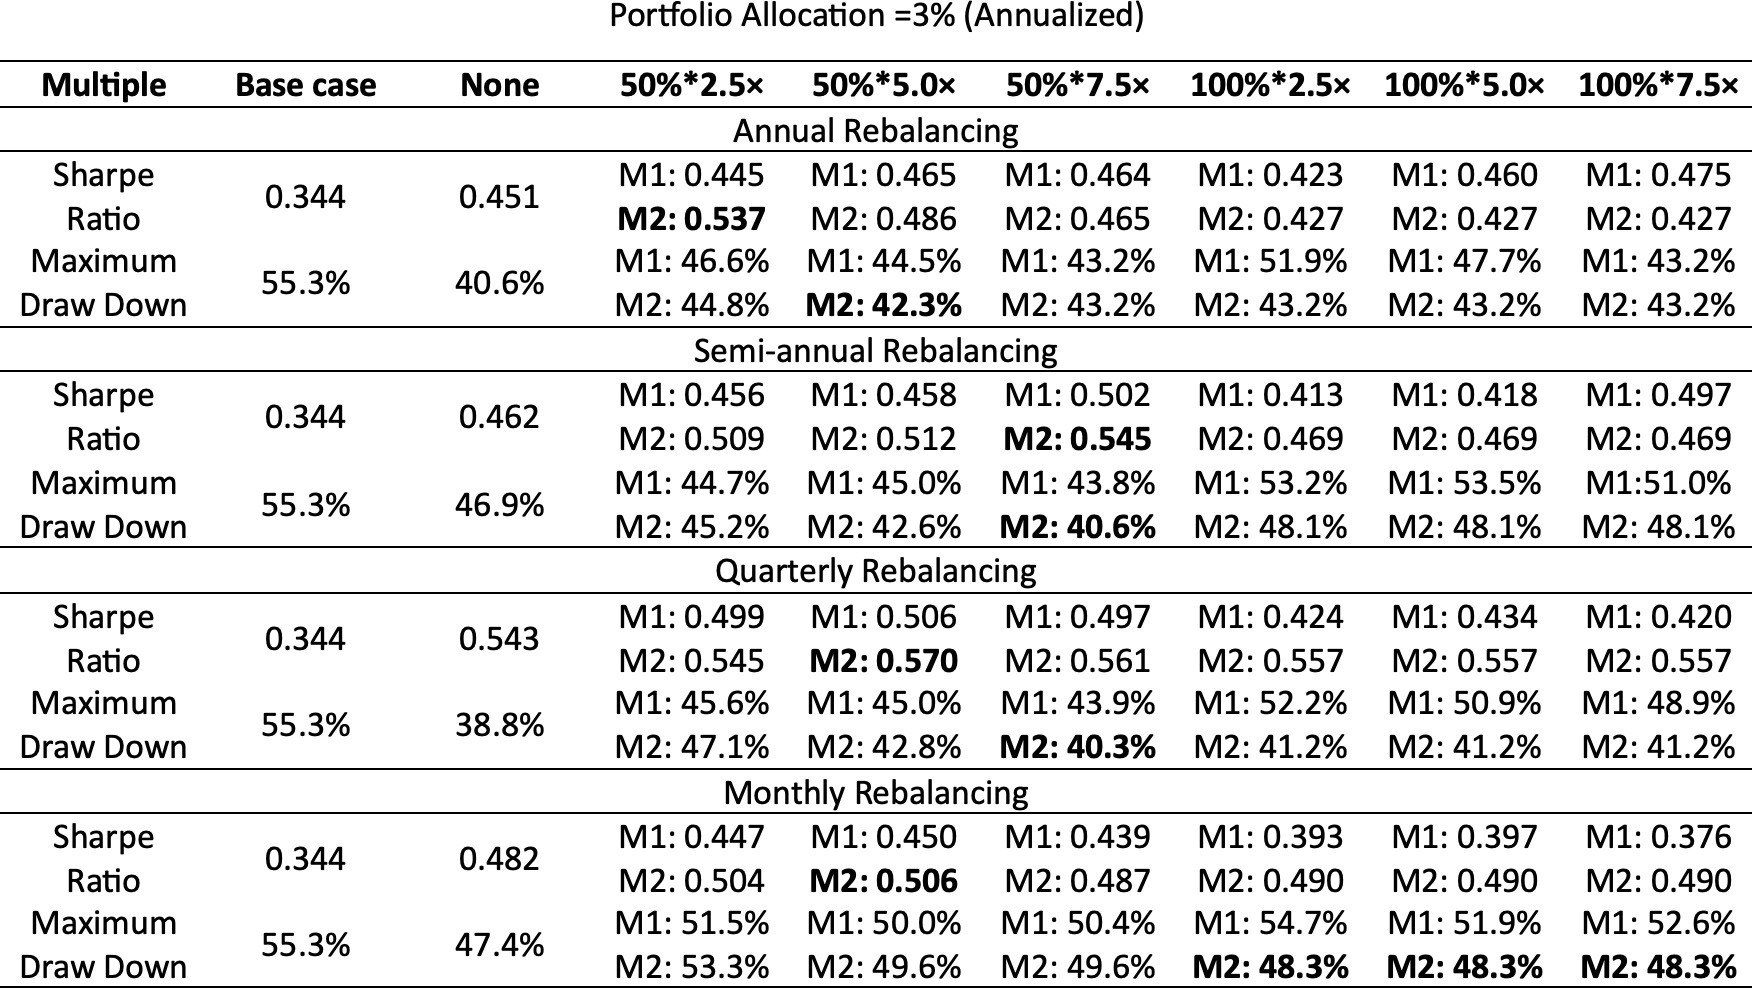 Portfolio Allocation =3% (Annualized)
Multiple Base case None 50%*2.5× 50%*5.0× 50%*7.5× 100%*2.5× 100%*5.0× 100%*7.5×
Annual Rebalancing
Sharpe M1: 0.445 M1: 0.465 M1: 0.464 M1: 0.423 M1: 0.460 M1: 0.475
0.344 0.451
Ratio M2: 0.537 M2: 0.486 M2: 0.465 M2: 0.427 M2: 0.427 M2: 0.427
Maximum M1: 46.6% M1: 44.5% M1: 43.2% M1: 51.9% M1: 47.7% M1: 43.2%
55.3% 40.6%
Draw Down M2: 44.8% M2: 42.3% M2: 43.2% M2: 43.2% M2: 43.2% M2: 43.2%
Semi-annual Rebalancing
Sharpe M1: 0.456 M1: 0.458 M1: 0.502 M1: 0.413 M1: 0.418 M1: 0.497
0.344 0.462
Ratio M2: 0.509 M2: 0.512 M2: 0.545 M2: 0.469 M2: 0.469 M2: 0.469
Maximum M1: 44.7% M1: 45.0% M1: 43.8% M1: 53.2% M1: 53.5% M1:51.0%
55.3% 46.9%
Draw Down M2: 45.2% M2: 42.6% M2: 40.6% M2: 48.1% M2: 48.1% M2: 48.1%
Quarterly Rebalancing
Sharpe M1: 0.499 M1: 0.506 M1: 0.497 M1: 0.424 M1: 0.434 M1: 0.420
0.344 0.543
Ratio M2: 0.545 M2: 0.570 M2: 0.561 M2: 0.557 M2: 0.557 M2: 0.557
Maximum M1: 45.6% M1: 45.0% M1: 43.9% M1: 52.2% M1: 50.9% M1: 48.9%
55.3% 38.8%
Draw Down M2: 47.1% M2: 42.8% M2: 40.3% M2: 41.2% M2: 41.2% M2: 41.2%
Monthly Rebalancing
Sharpe M1: 0.447 M1: 0.450 M1: 0.439 M1: 0.393 M1: 0.397 M1: 0.376
0.344 0.482
Ratio M2: 0.504 M2: 0.506 M2: 0.487 M2: 0.490 M2: 0.490 M2: 0.490
Maximum M1: 51.5% M1: 50.0% M1: 50.4% M1: 54.7% M1: 51.9% M1: 52.6%
55.3% 47.4%
Draw Down M2: 53.3% M2: 49.6% M2: 49.6% M2: 48.3% M2: 48.3% M2: 48.3%